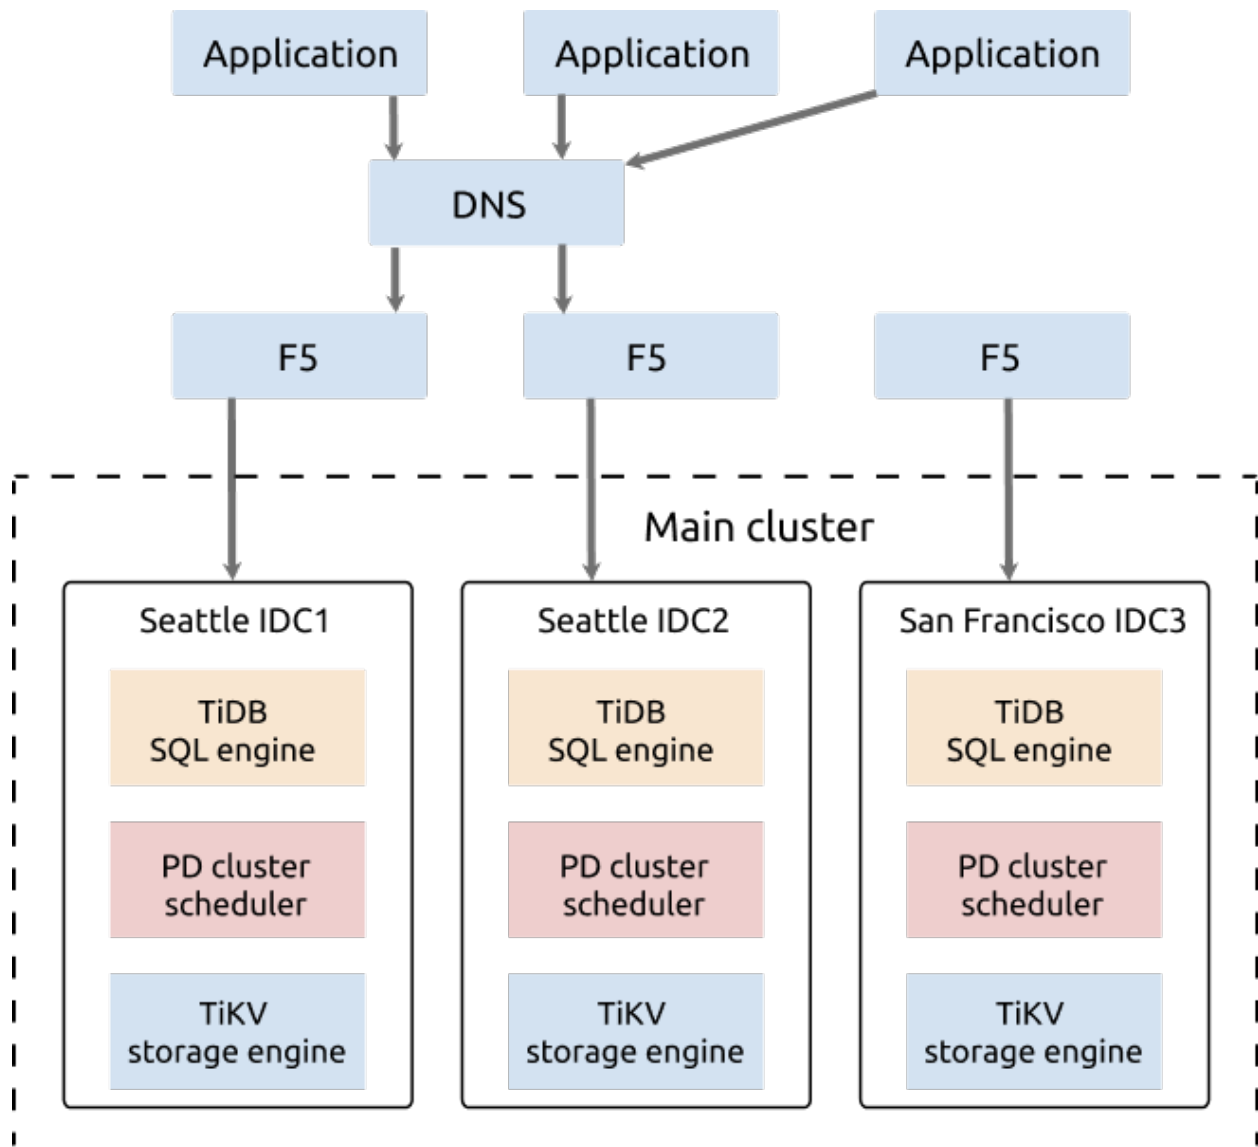 Application
Application
Application
DNS
F5
F5
F5
Main cluster
Seattle IDC1
TiDB
SQL engine
PD cluster
scheduler
TiKV
storage engine
Seattle IDC2
TiDB
SQL engine
PD cluster
scheduler
TiKV
storage engine
San Francisco IDC3
TiDB
SQL engine
PD cluster
scheduler
TiKV
storage engine